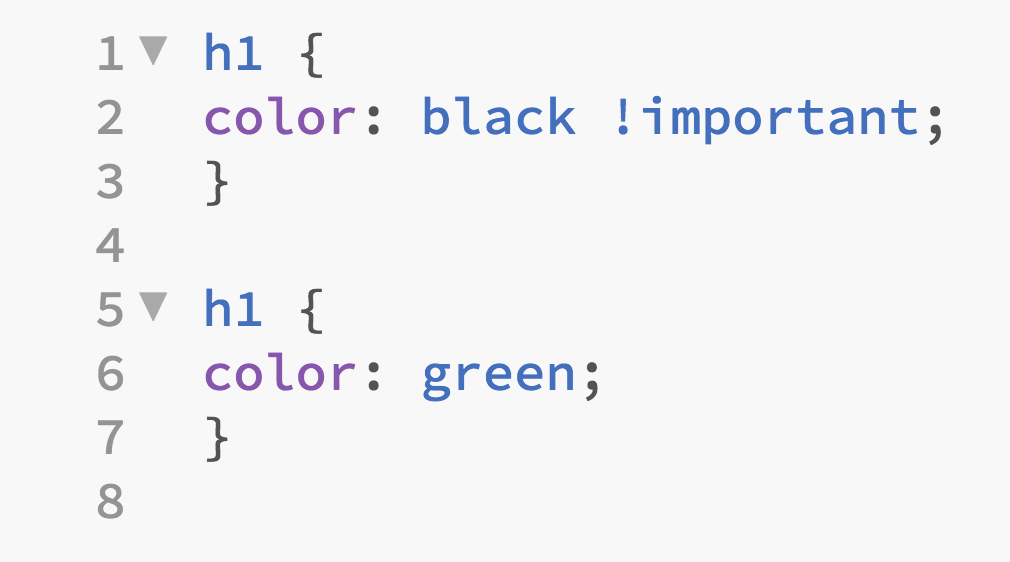 1 ▼ h1 {
2 color: black !important;
3 }
4
5 ▼ h1 {
6 color: green;
7 }
8